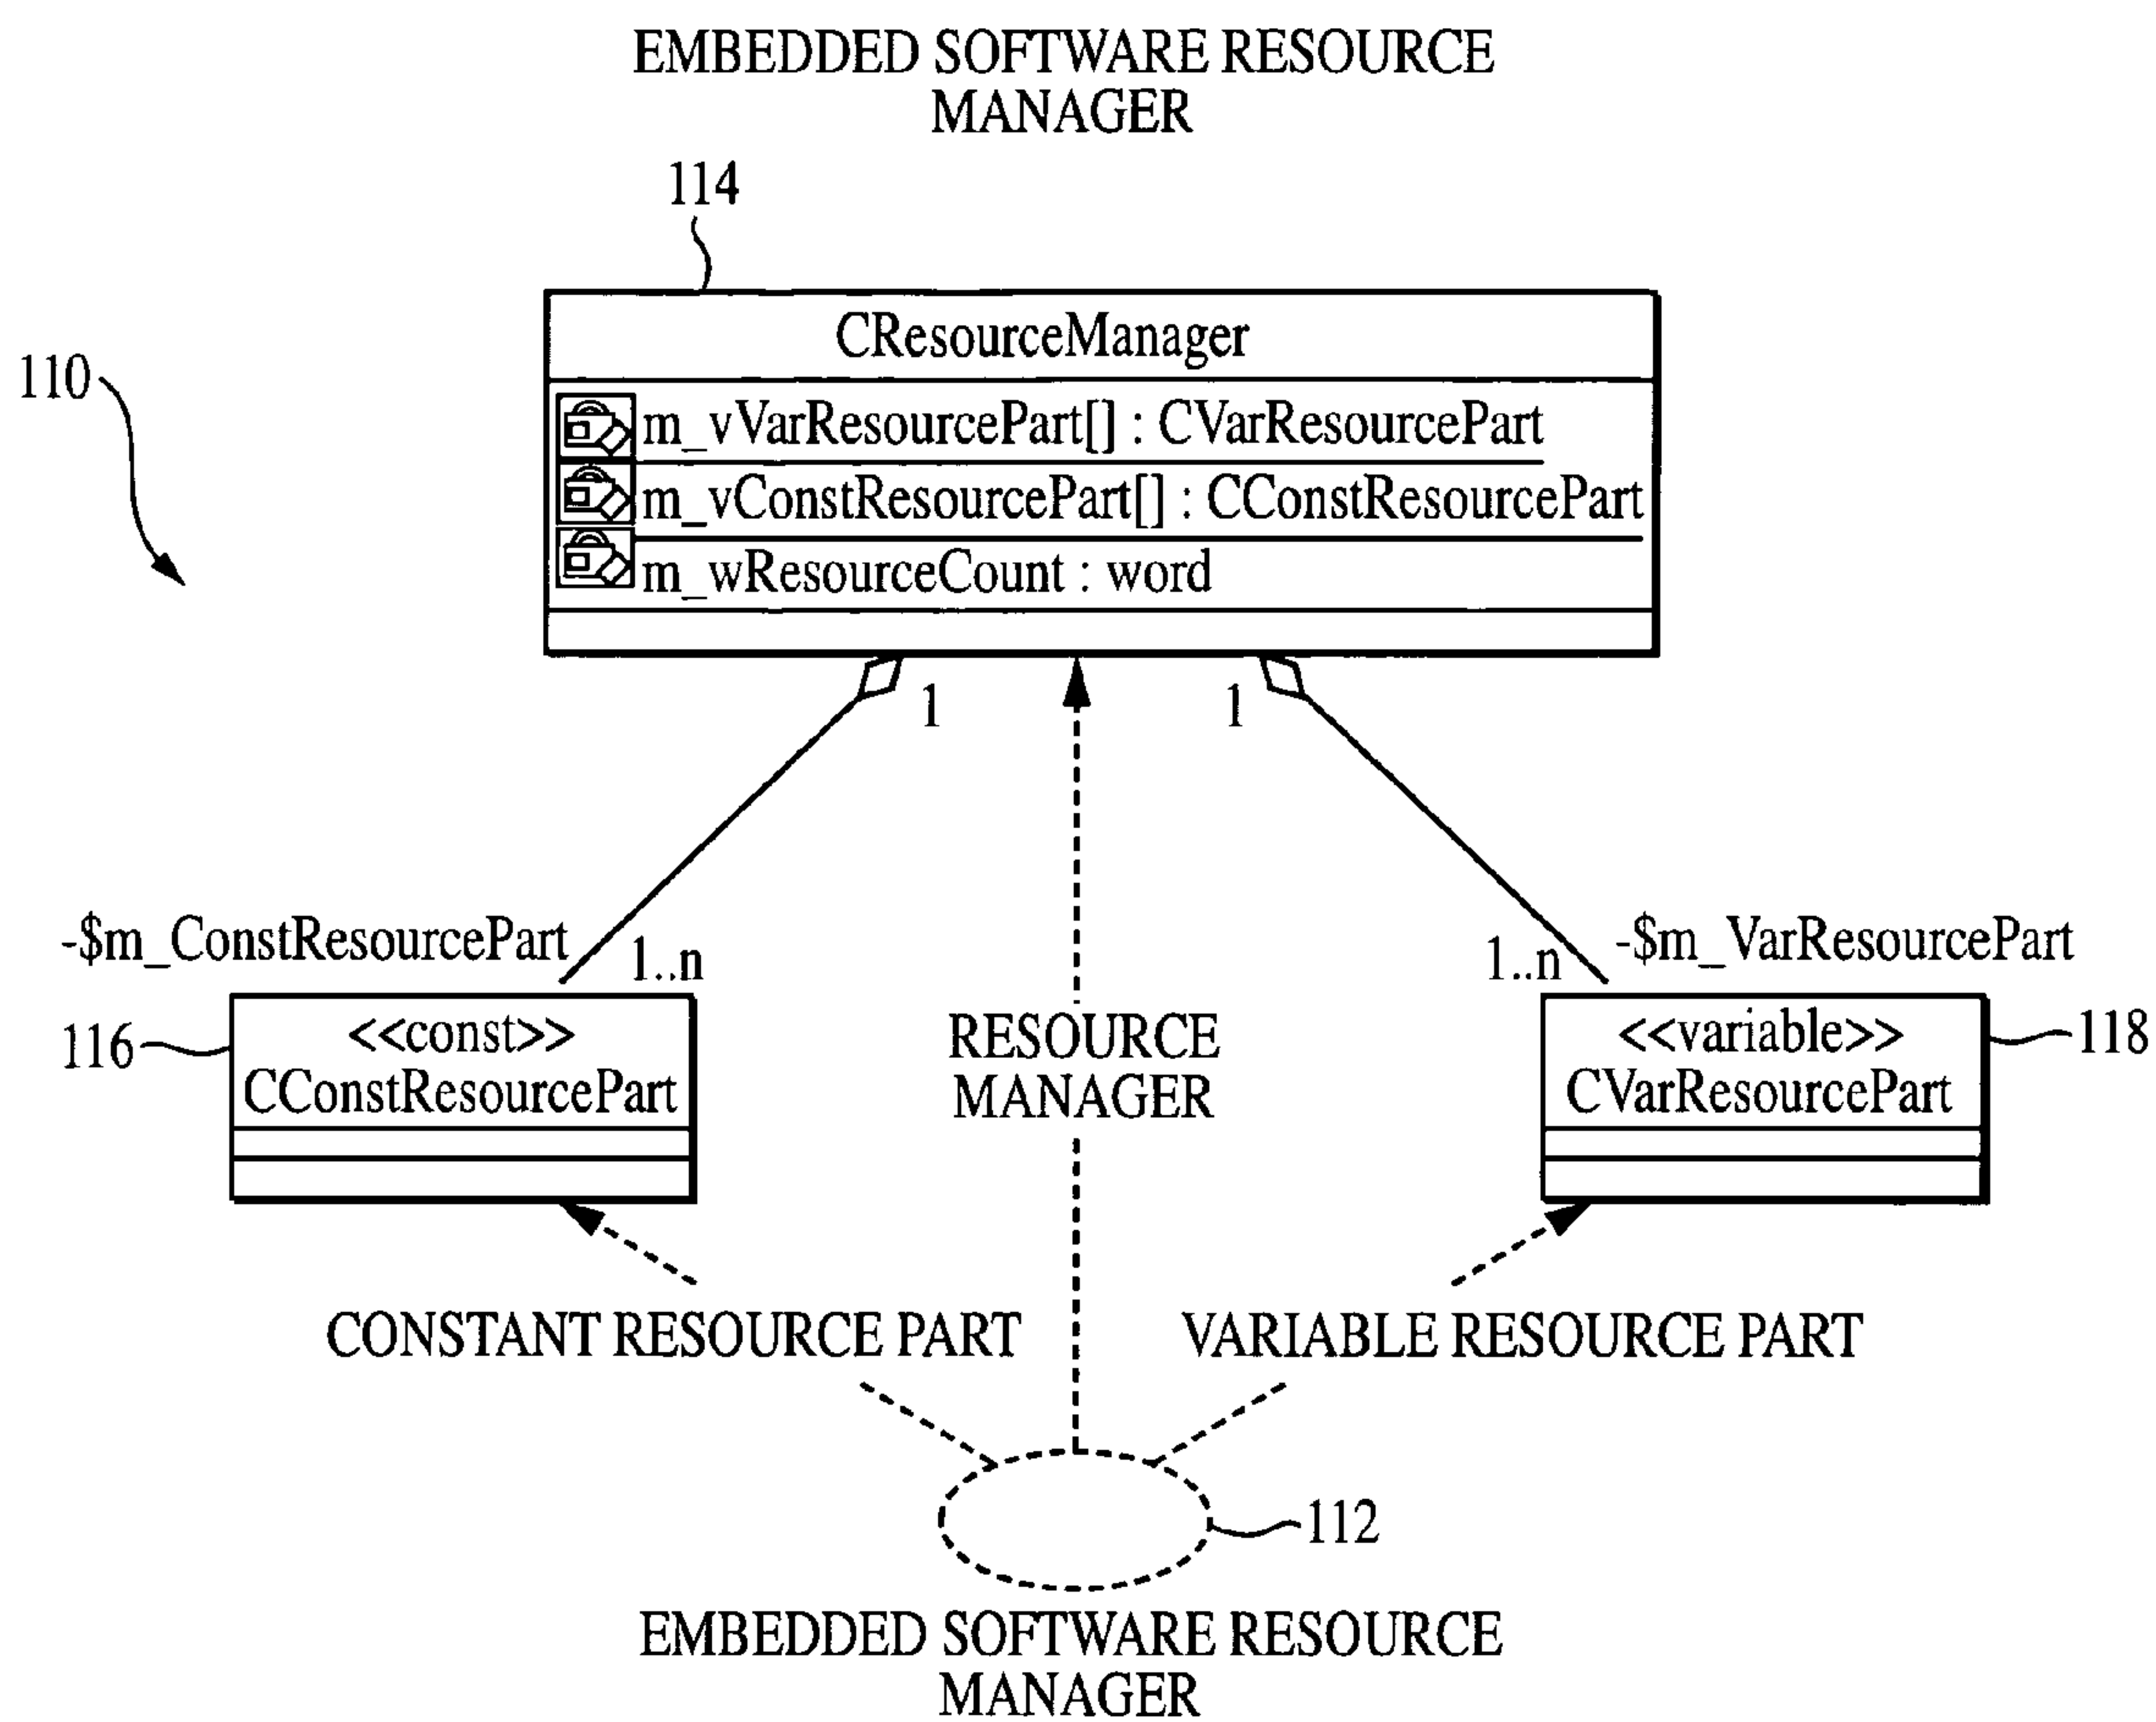 EMBEDDED SOFTWARE RESOURCE
MANAGER
114
110
CResourceManager
m_vVarResourcePart[] : CVarResourcePart
m_vConstResourcePart[] : CConstResourcePart
m_wResourceCount : word
1
1
-$m_ConstResourcePart
1..n
1..n
-$m_VarResourcePart
116
<<const>>
CConstResourcePart
RESOURCE
MANAGER
<<variable>>
CVarResourcePart
118
CONSTANT RESOURCE PART
VARIABLE RESOURCE PART
112
EMBEDDED SOFTWARE RESOURCE
MANAGER